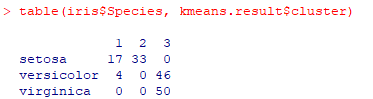 > table(iris$Species, kmeans.result$cluster)
1 2 3
setosa 17 33 0
versicolor 4 0 46
virginica 0 0 50